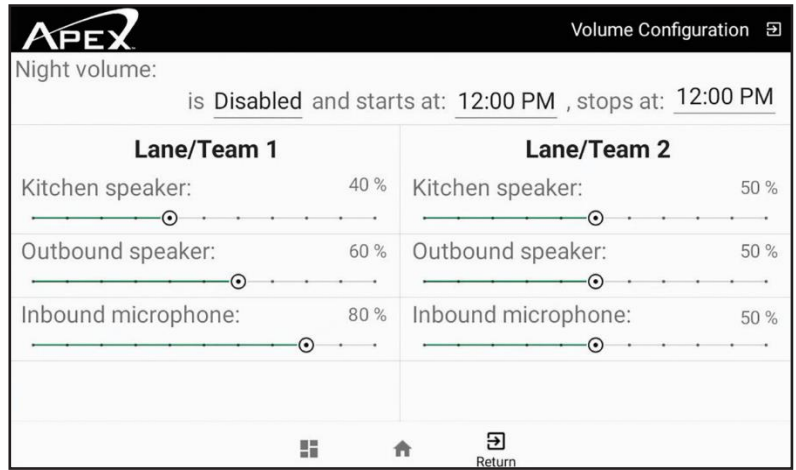 APEX
Volume Configuration
Night volume:
is Disabled and starts at: 12:00 PM , stops at: 12:00 PM
Lane/Team 1
Kitchen speaker: 40 %
Outbound speaker: 60 %
Inbound microphone: 80 %
Lane/Team 2
Kitchen speaker: 50 %
Outbound speaker: 50 %
Inbound microphone: 50 %
Return